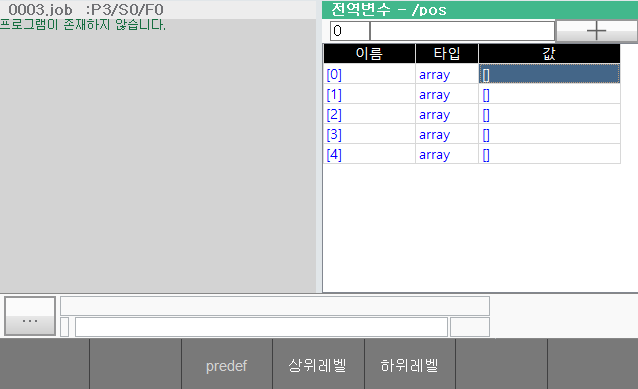 0003.job :P3/S0/F0
프로그램이 존재하지 않습니다.
전역변수 - /pos
0
이름 타입 값
[0] array []
[1] array []
[2] array []
[3] array []
[4] array []
...
predef 상위레벨 하위레벨